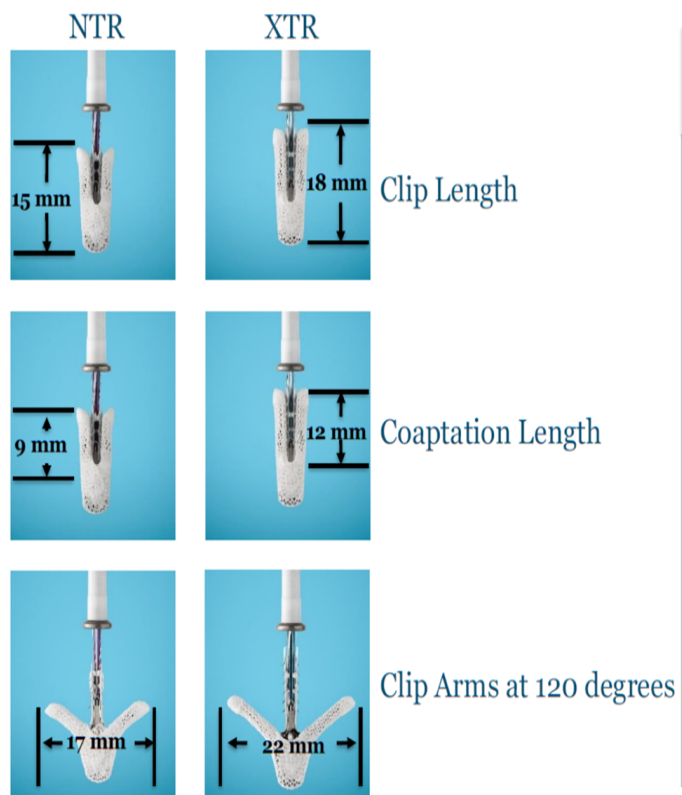 NTR XTR
15 mm 18 mm Clip Length
9 mm 12 mm Coaptation Length
17 mm 22 mm Clip Arms at 120 degrees